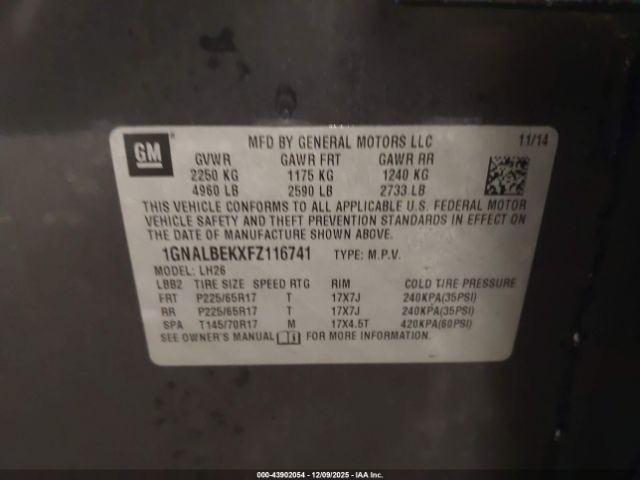 GM
MFD BY GENERAL MOTORS LLC 11/14
GVWR GAWR FRT GAWR RR
2250 KG 1175 KG 1240 KG
4960 LB 2590 LB 2733 LB
THIS VEHICLE CONFORMS TO ALL APPLICABLE U.S. FEDERAL MOTOR
VEHICLE SAFETY AND THEFT PREVENTION STANDARDS IN EFFECT ON
THE DATE OF MANUFACTURE SHOWN ABOVE.
1GNALBEKXFZ116741 TYPE: M.P.V.
MODEL: LH26
LBB2 TIRE SIZE SPEED RTG RIM COLD TIRE PRESSURE
FRT P225/65R17 T 17X7J 240KPA(35PSI)
RR P225/65R17 T 17X7J 240KPA(35PSI)
SPA T145/70R17 M 17X4.5T 420KPA(60PSI)
SEE OWNER'S MANUAL FOR MORE INFORMATION.
000-43902054 - 12/09/2025 - IAA Inc.